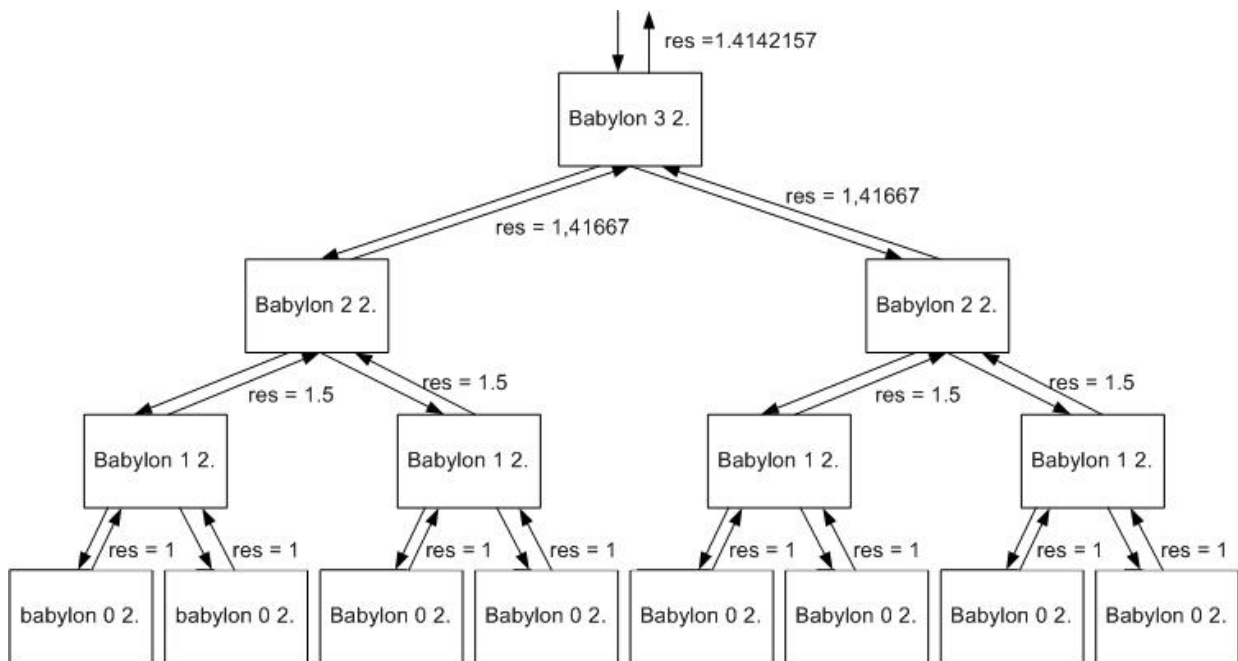 res =1.4142157
Babylon 3 2.
res = 1,41667
res = 1,41667
Babylon 2 2.
Babylon 2 2.
res = 1.5
res = 1.5
res = 1.5
res = 1.5
Babylon 1 2.
Babylon 1 2.
Babylon 1 2.
Babylon 1 2.
res = 1
res = 1
res = 1
res = 1
res = 1
res = 1
res = 1
res = 1
babylon 0 2.
babylon 0 2.
Babylon 0 2.
Babylon 0 2.
Babylon 0 2.
Babylon 0 2.
Babylon 0 2.
Babylon 0 2.